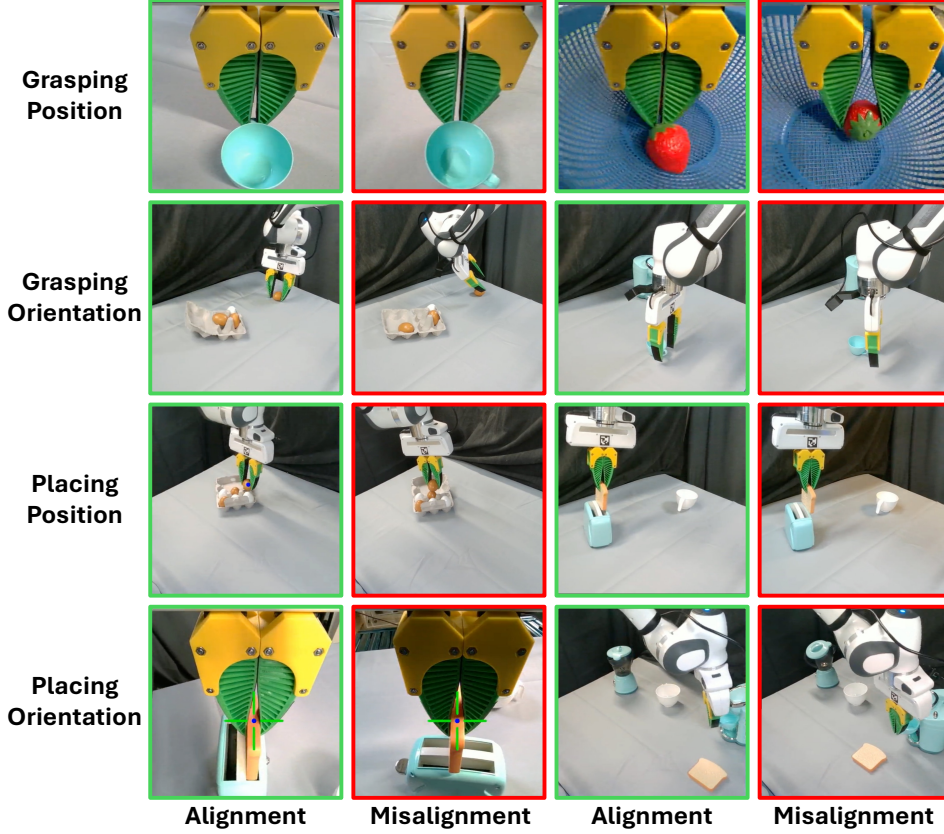 Grasping
Position
Grasping
Orientation
Placing
Position
Placing
Orientation
Alignment
Misalignment
Alignment
Misalignment